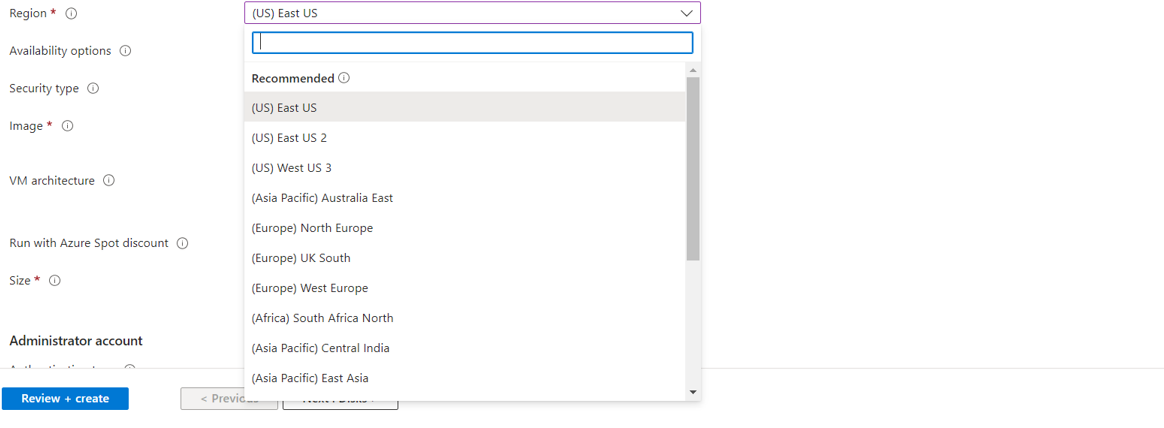 Region *
(US) East US
Availability options
Recommended
Security type
(US) East US
Image *
(US) East US 2
(US) West US 3
VM architecture
(Asia Pacific) Australia East
(Europe) North Europe
Run with Azure Spot discount
(Europe) UK South
Size *
(Europe) West Europe
(Africa) South Africa North
Administrator account
(Asia Pacific) Central India
(Asia Pacific) East Asia
Review + create
< Previous